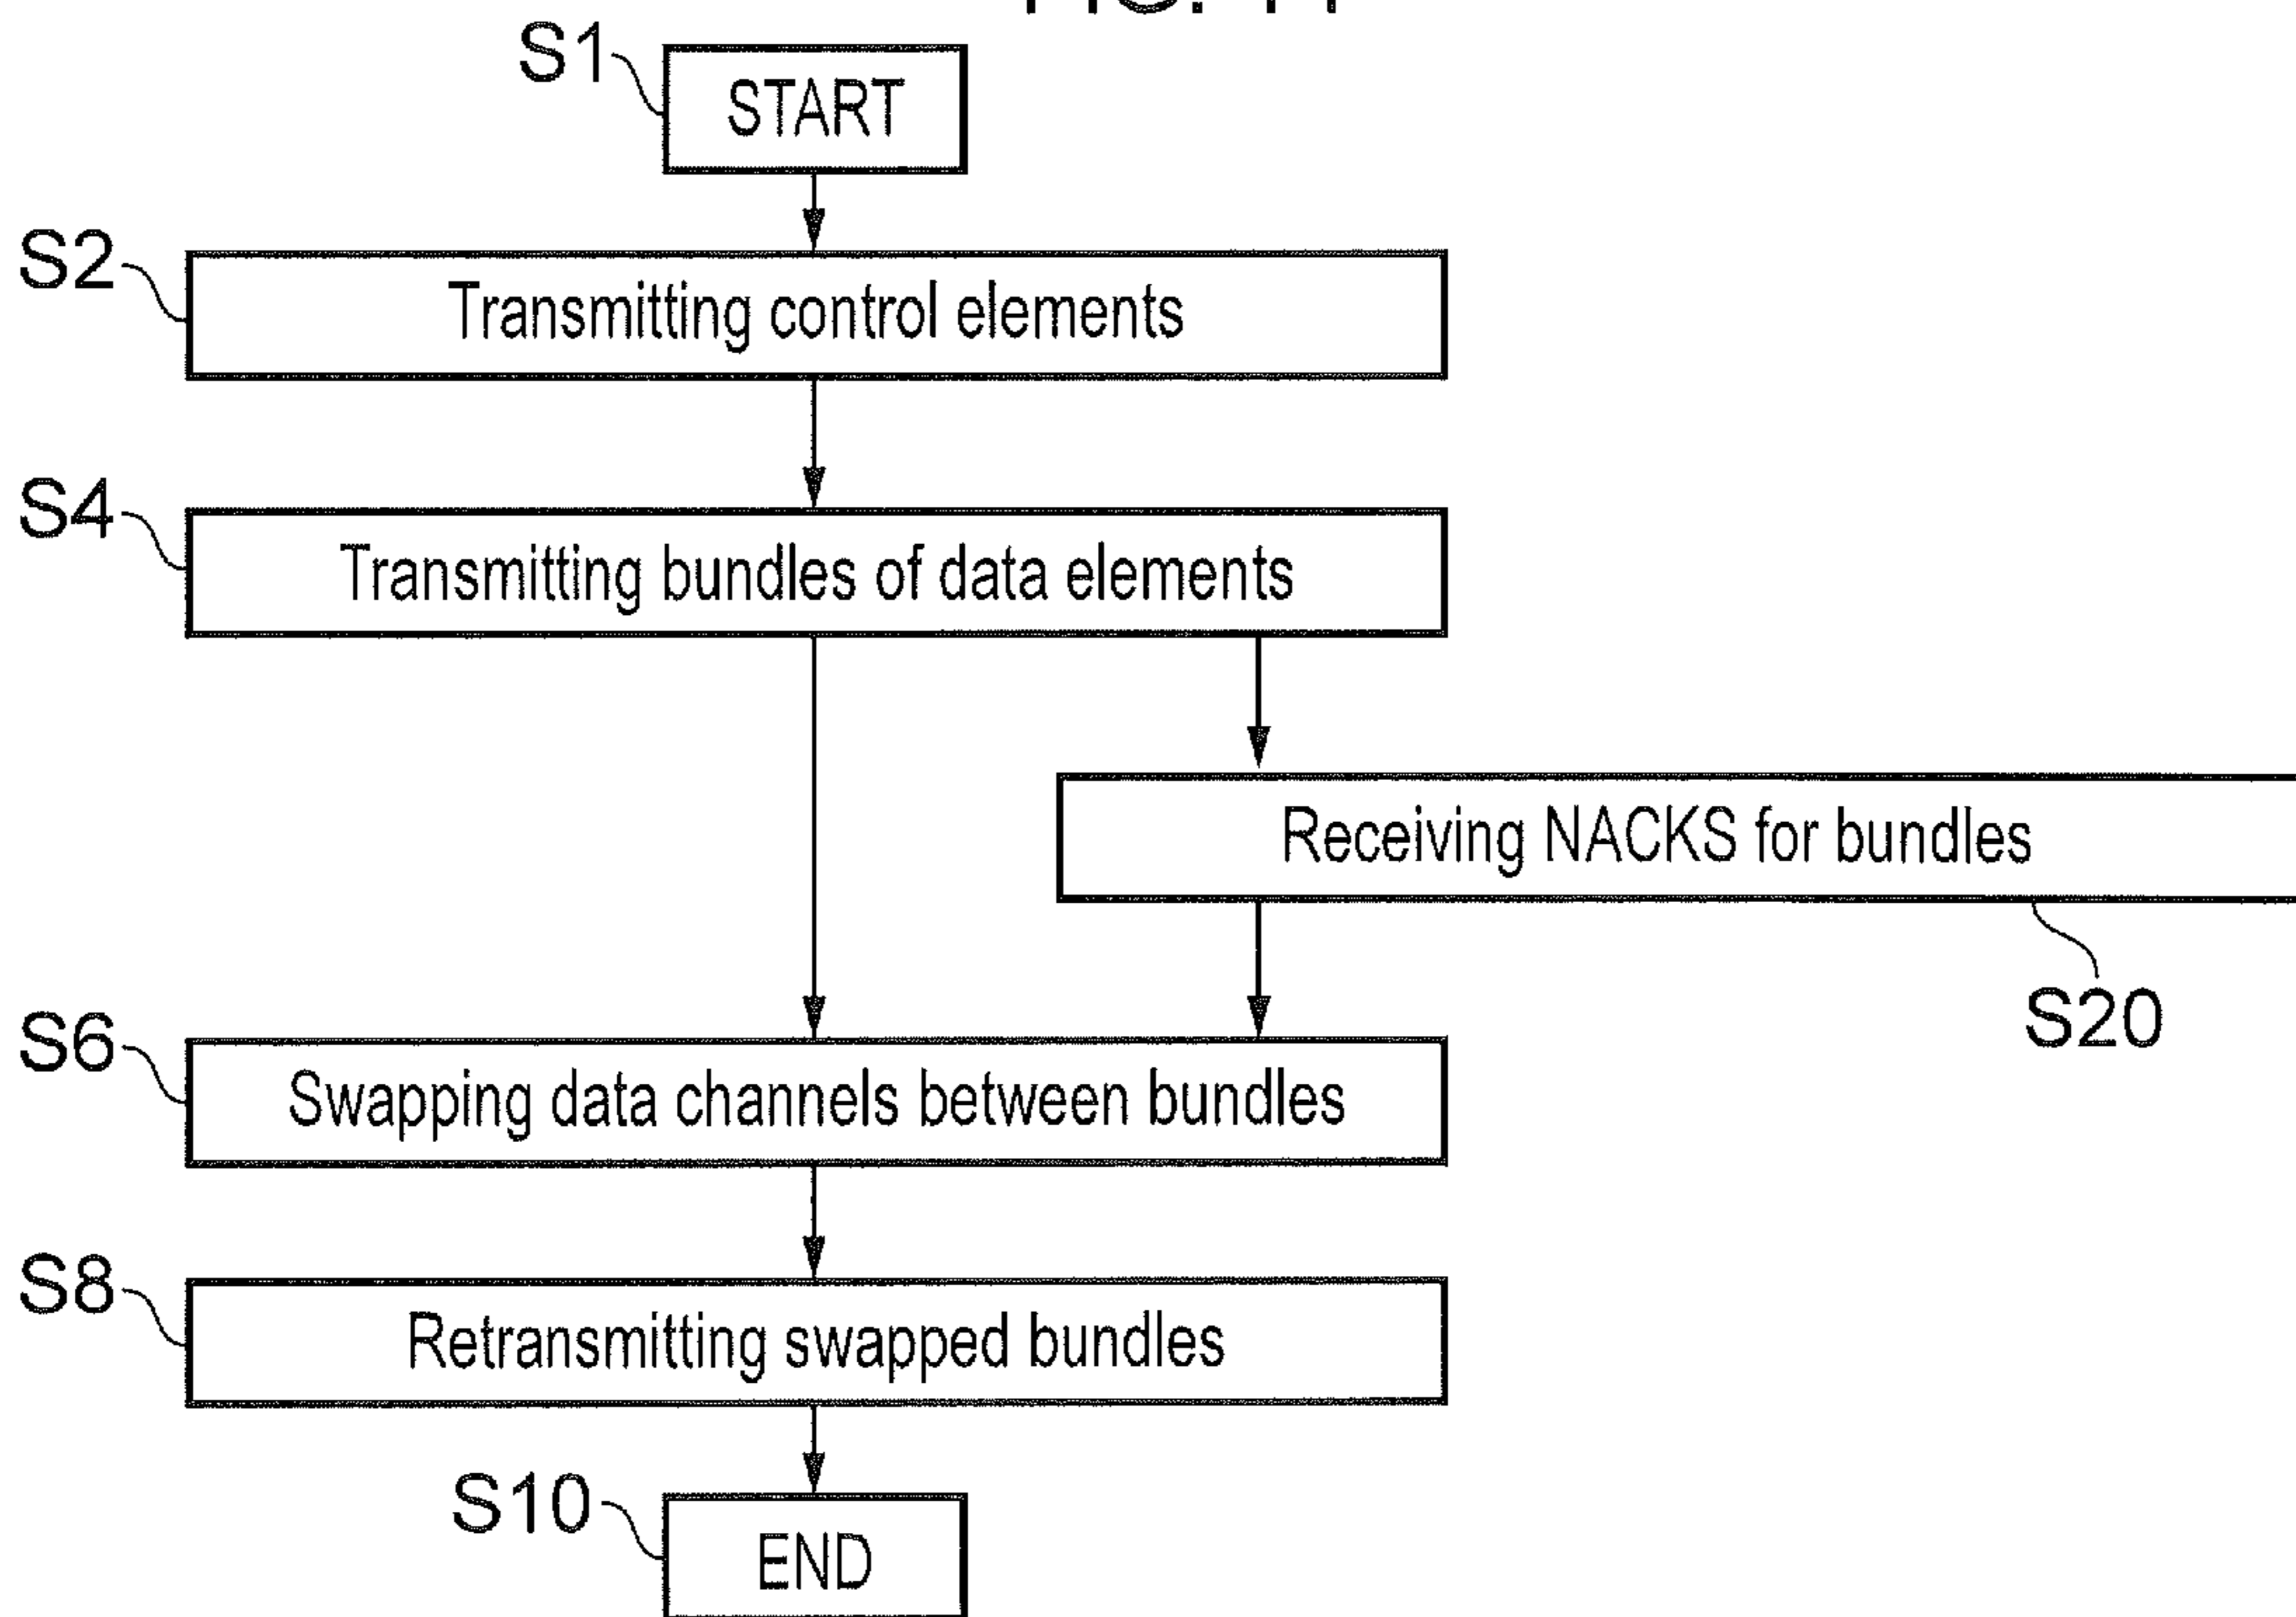 S1
START
S2
Transmitting control elements
S4
Transmitting bundles of data elements
Receiving NACKS for bundles
S20
S6
Swapping data channels between bundles
S8
Retransmitting swapped bundles
S10
END